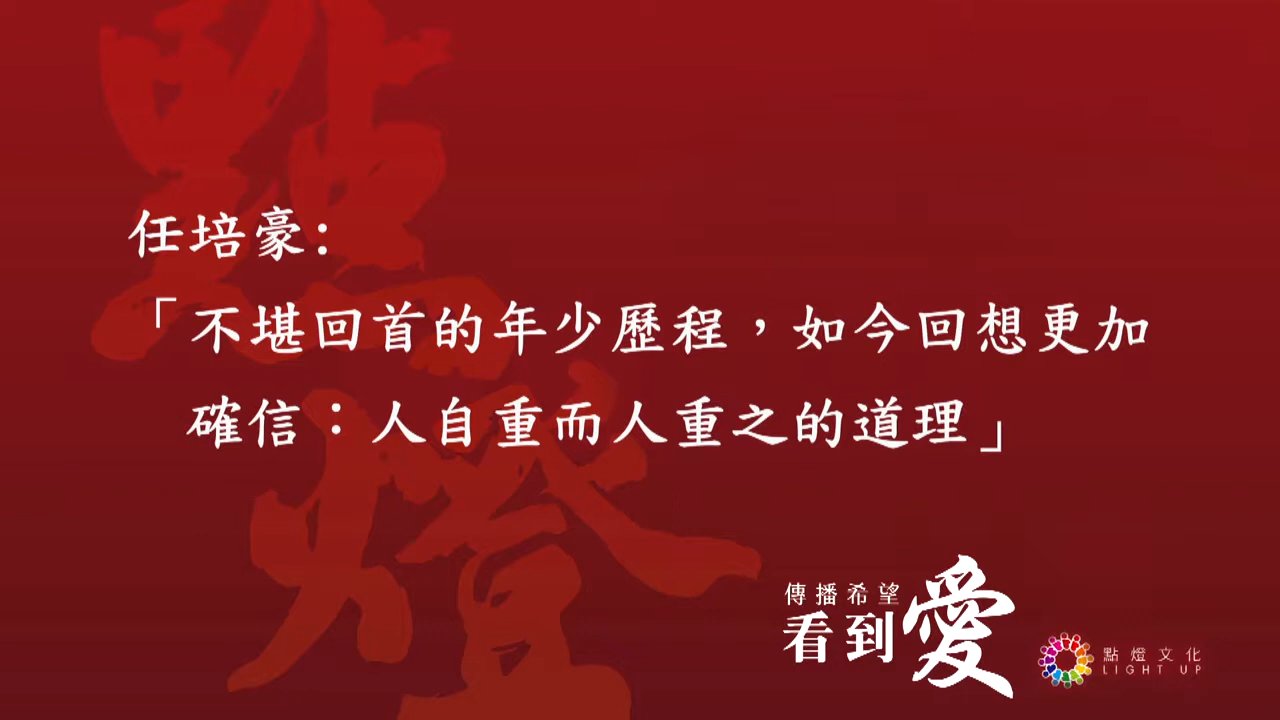 點燈
任培豪:
「不堪回首的年少歷程，如今回想更加
確信：人自重而人重之的道理」
傳播希望
看到愛
點燈文化
LIGHT UP